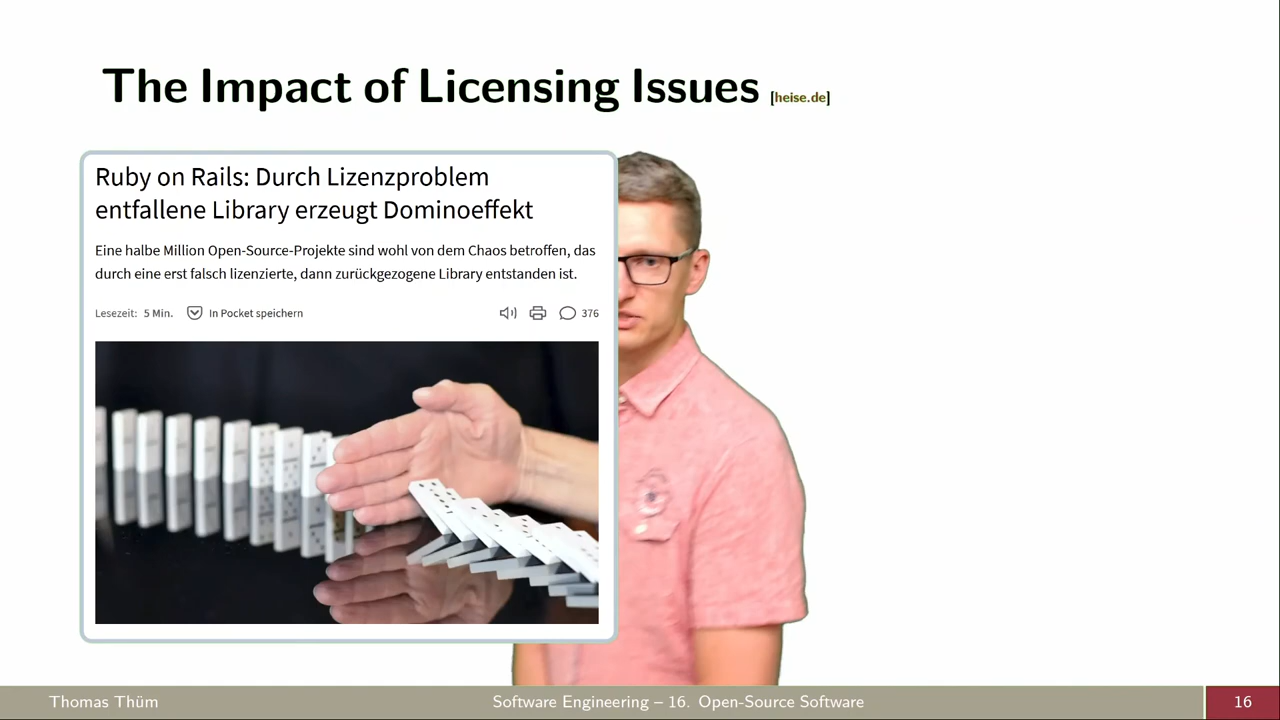 The Impact of Licensing Issues [heise.de]
Ruby on Rails: Durch Lizenzproblem
entfallene Library erzeugt Dominoeffekt
Eine halbe Million Open-Source-Projekte sind wohl von dem Chaos betroffen, das
durch eine erst falsch lizenzierte, dann zurückgezogene Library entstanden ist.
Lesezeit: 5 Min. In Pocket speichern 376
Thomas Thüm Software Engineering – 16. Open-Source Software 16